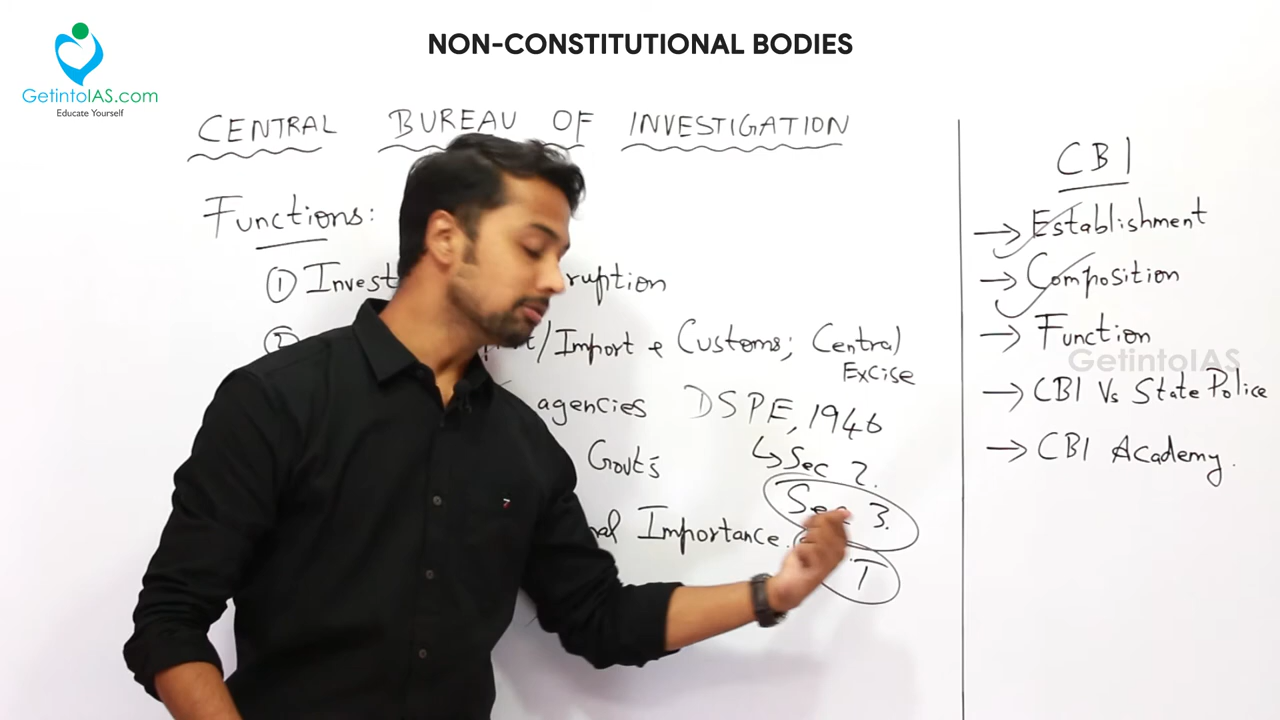 NON-CONSTITUTIONAL BODIES
GetintoIAS.com
Educate Yourself
CENTRAL BUREAU OF INVESTIGATION
Functions:
① Invest ruption
/Import & Customs; Central
Excise
agencies DSPE, 1946
Govt's
↳ Sec 2.
Sec 3.
Importance.
CBI
→ Establishment
→ Composition
→ Function
GetintoIAS
→ CBI Vs State Police
→ CBI Academy.